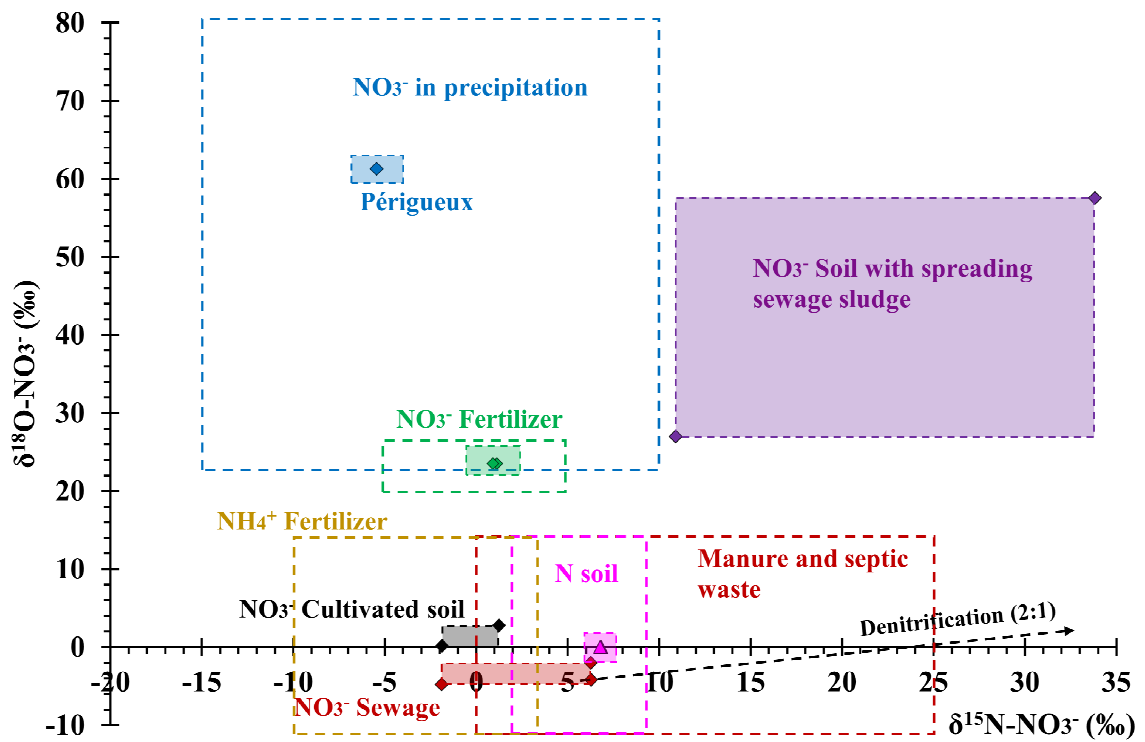 80
NO₃⁻ in precipitation
70
60
Périgueux
50
NO₃⁻ Soil with spreading
sewage sludge
40
δ¹⁸O-NO₃⁻ (‰)
30
NO₃⁻ Fertilizer
20
NH₄⁺ Fertilizer
10
N soil
Manure and septic
waste
NO₃⁻ Cultivated soil
Denitrification (2:1)
0
-20 -15 -10 -5 0 5 10 15 20 25 30 35
NO₃⁻ Sewage
-10
δ¹⁵N-NO₃⁻ (‰)